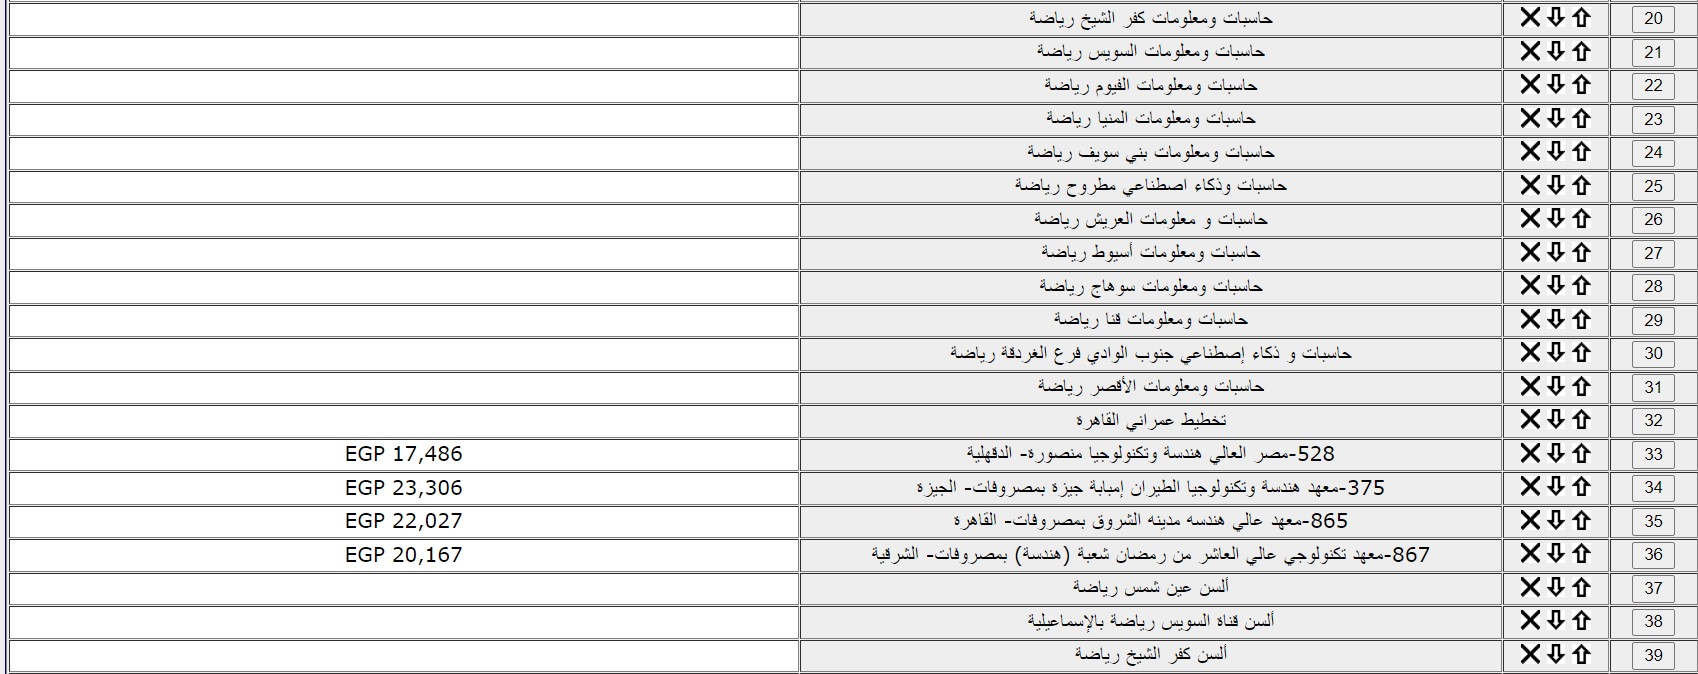 20 حاسبات ومعلومات كفر الشيخ رياضة
21 حاسبات ومعلومات السويس رياضة
22 حاسبات ومعلومات الفيوم رياضة
23 حاسبات ومعلومات المنيا رياضة
24 حاسبات ومعلومات بني سويف رياضة
25 حاسبات وذكاء اصطناعي مطروح رياضة
26 حاسبات و معلومات العريش رياضة
27 حاسبات ومعلومات أسيوط رياضة
28 حاسبات ومعلومات سوهاج رياضة
29 حاسبات ومعلومات قنا رياضة
30 حاسبات و ذكاء إصطناعي جنوب الوادي فرع الغردقة رياضة
31 حاسبات ومعلومات الأقصر رياضة
32 تخطيط عمراني القاهرة
33 528-مصر العالي هندسة وتكنولوجيا منصورة- الدقهلية EGP 17,486
34 375-معهد هندسة وتكنولوجيا الطيران إمبابة جيزة بمصروفات- الجيزة EGP 23,306
35 865-معهد عالي هندسه مدينه الشروق بمصروفات- القاهرة EGP 22,027
36 867-معهد تكنولوجي عالي العاشر من رمضان شعبة (هندسة) بمصروفات- الشرقية EGP 20,167
37 ألسن عين شمس رياضة
38 ألسن قناة السويس رياضة بالإسماعيلية
39 ألسن كفر الشيخ رياضة